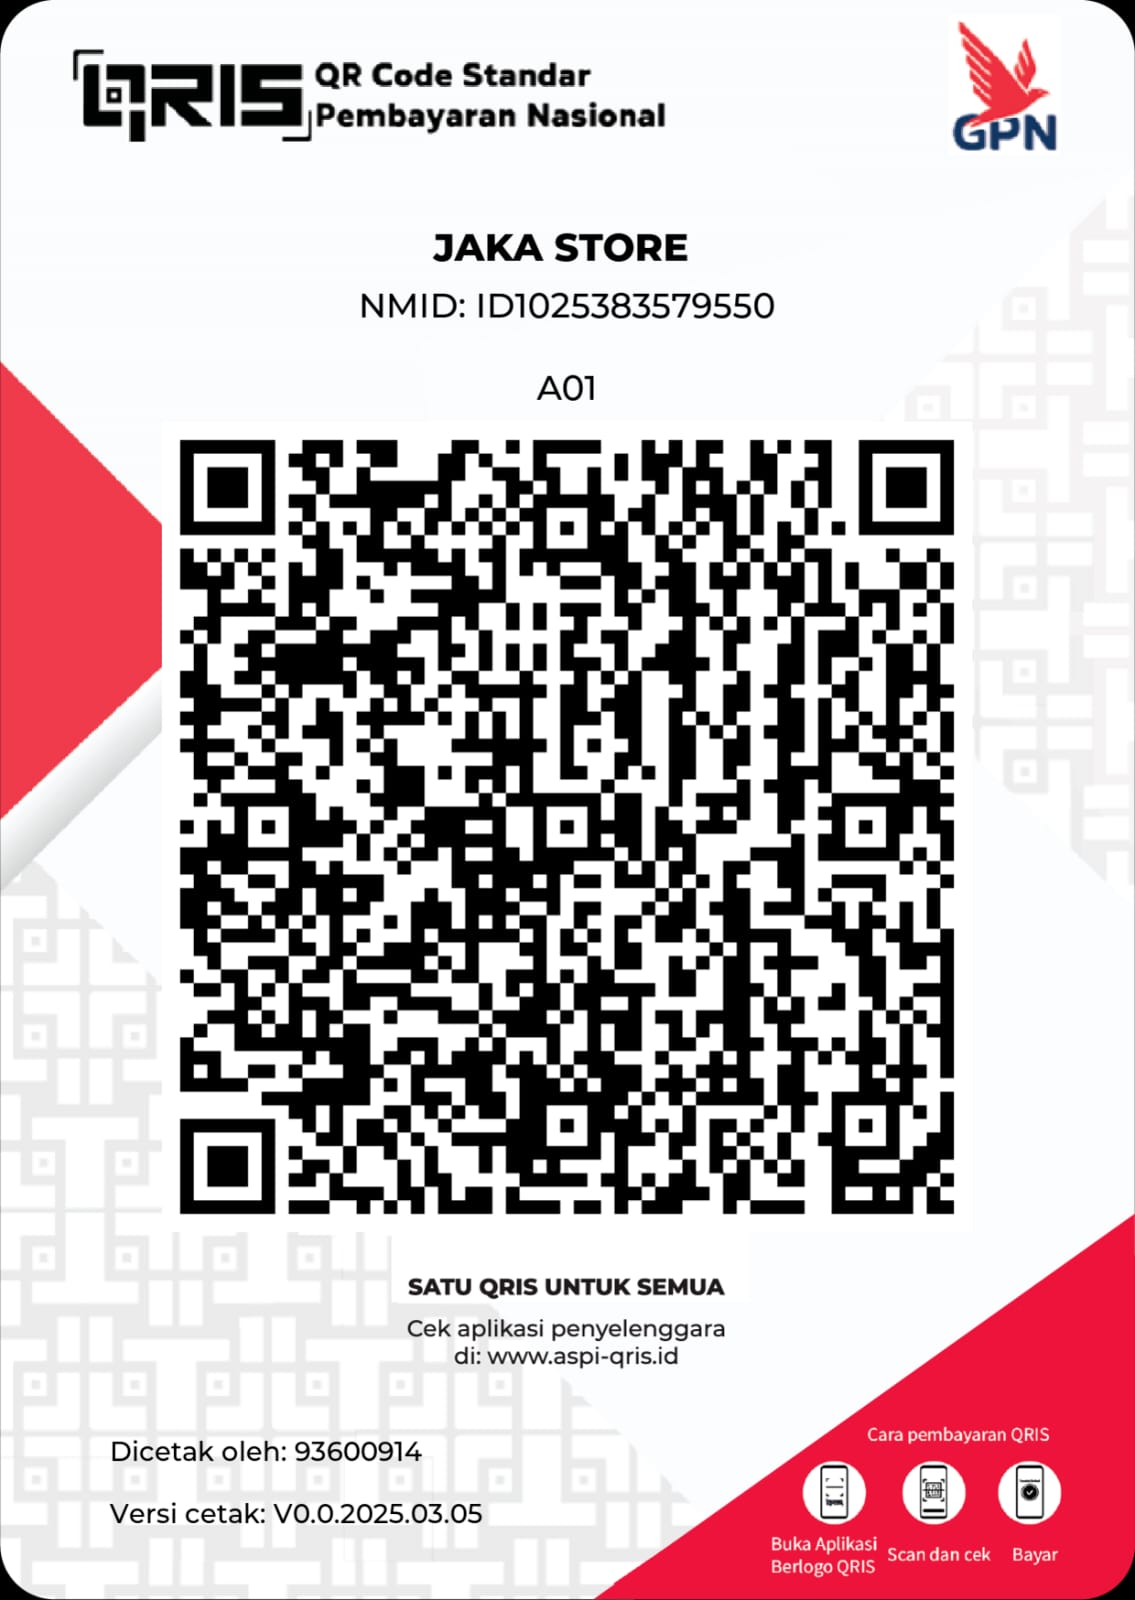 QRIS QR Code Standar
Pembayaran Nasional
GPN
JAKA STORE
NMID: ID1025383579550
A01
SATU QRIS UNTUK SEMUA
Cek aplikasi penyelenggara
di: www.aspi-qris.id
Dicetak oleh: 93600914
Versi cetak: V0.0.2025.03.05
Cara pembayaran QRIS
Buka Aplikasi
Berlogo QRIS
Scan dan cek
Bayar